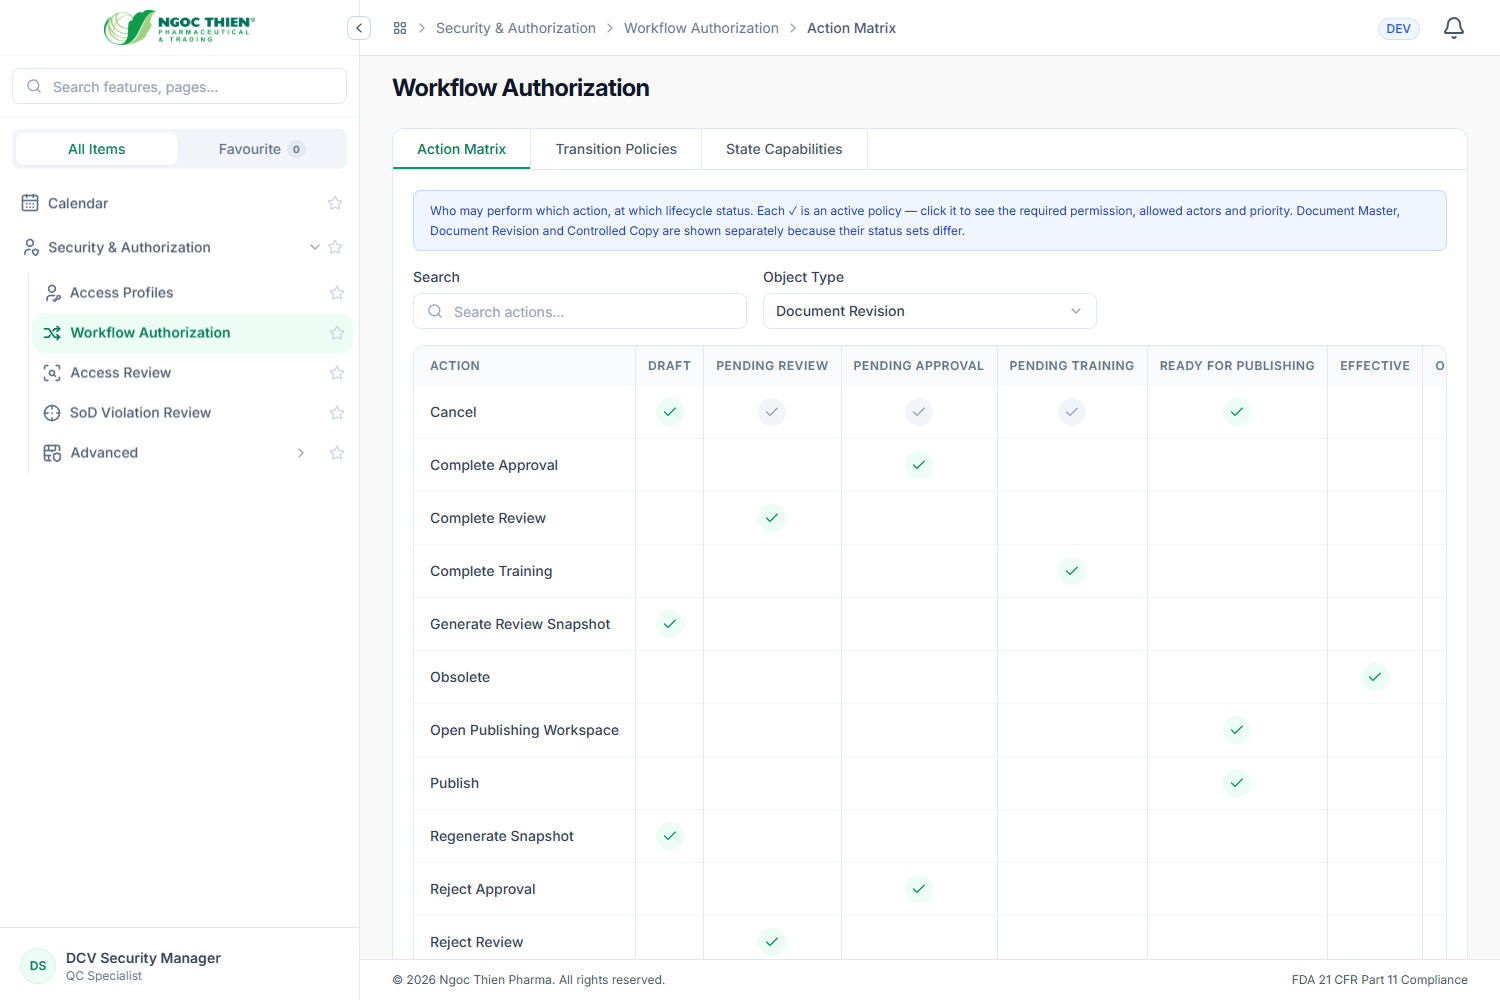 NGOC THIEN®
PHARMACEUTICAL
& TRADING
Search features, pages...
All Items
Favourite 0
Calendar
Security & Authorization
Access Profiles
Workflow Authorization
Access Review
SoD Violation Review
Advanced
DS
DCV Security Manager
QC Specialist
Security & Authorization > Workflow Authorization > Action Matrix
DEV
Workflow Authorization
Action Matrix
Transition Policies
State Capabilities
Who may perform which action, at which lifecycle status. Each ✓ is an active policy — click it to see the required permission, allowed actors and priority. Document Master,
Document Revision and Controlled Copy are shown separately because their status sets differ.
Search
Object Type
Search actions...
Document Revision
ACTION DRAFT PENDING REVIEW PENDING APPROVAL PENDING TRAINING READY FOR PUBLISHING EFFECTIVE O
Cancel ✓ ✓ ✓ ✓ ✓
Complete Approval ✓
Complete Review ✓
Complete Training ✓
Generate Review Snapshot ✓
Obsolete ✓
Open Publishing Workspace ✓
Publish ✓
Regenerate Snapshot ✓
Reject Approval ✓
Reject Review ✓
© 2026 Ngoc Thien Pharma. All rights reserved.
FDA 21 CFR Part 11 Compliance